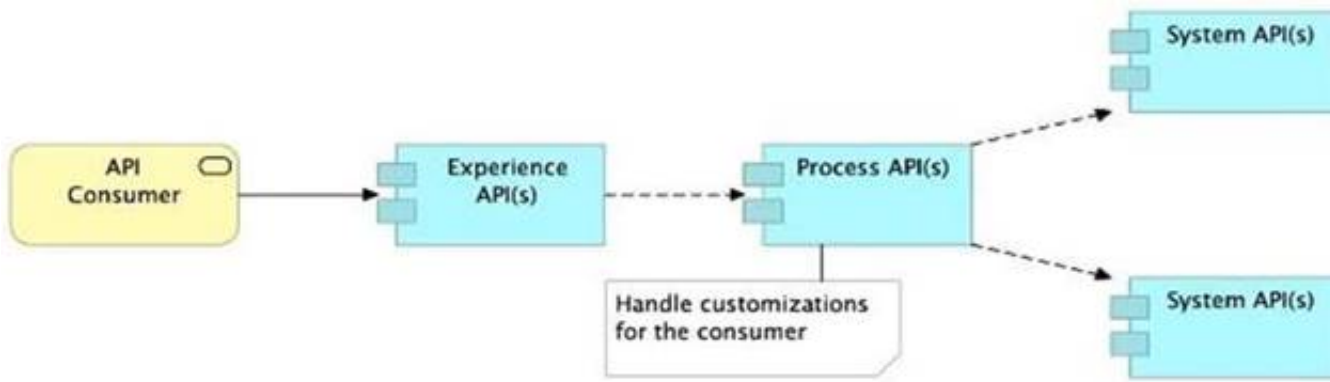 API
Consumer
Experience
API(s)
Process API(s)
Handle customizations
for the consumer
System API(s)
System API(s)